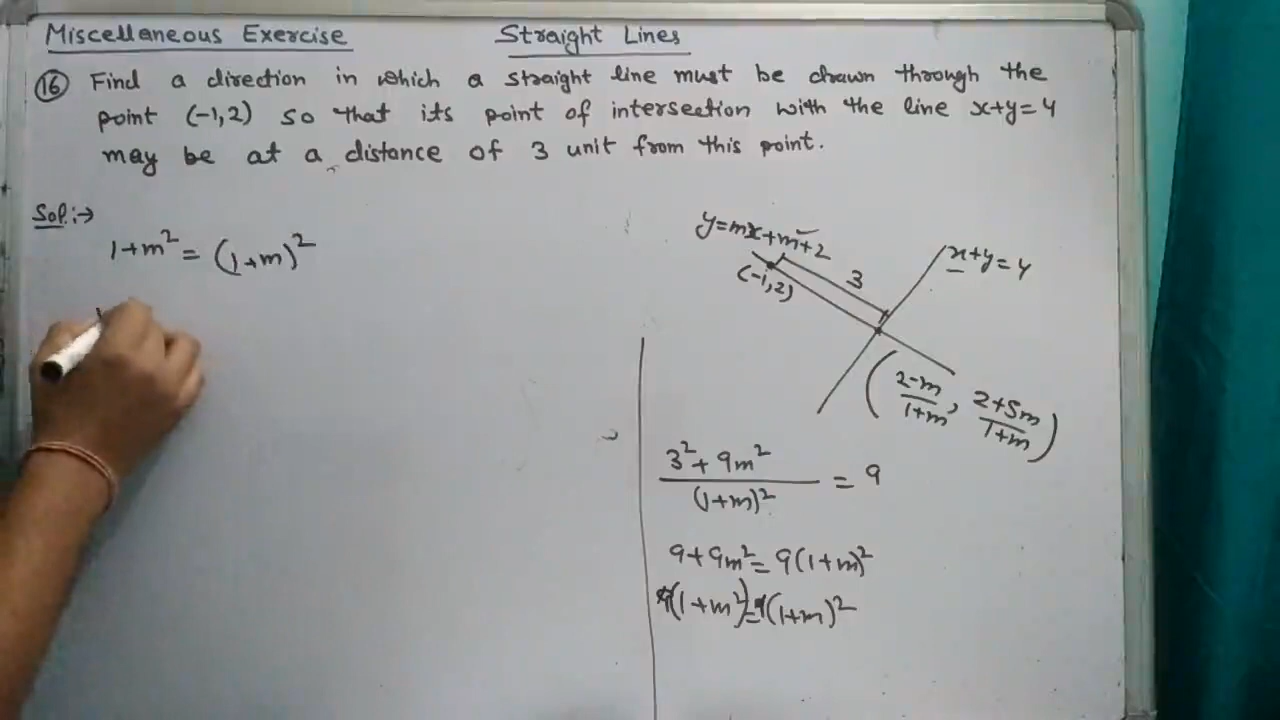 Miscellaneous Exercise Straight Lines
(16) Find a direction in which a straight line must be drawn through the
point (-1,2) so that its point of intersection with the line x+y=4
may be at a distance of 3 unit from this point.
Sol:→
1+m² = (1+m)²
y=mx+m+2
(-1,2)
3
x+y=4
(2-m/1+m, 2+5m/1+m)
3²+9m²/(1+m)² = 9
9+9m²=9(1+m)²
9(1+m²)=9(1+m)²